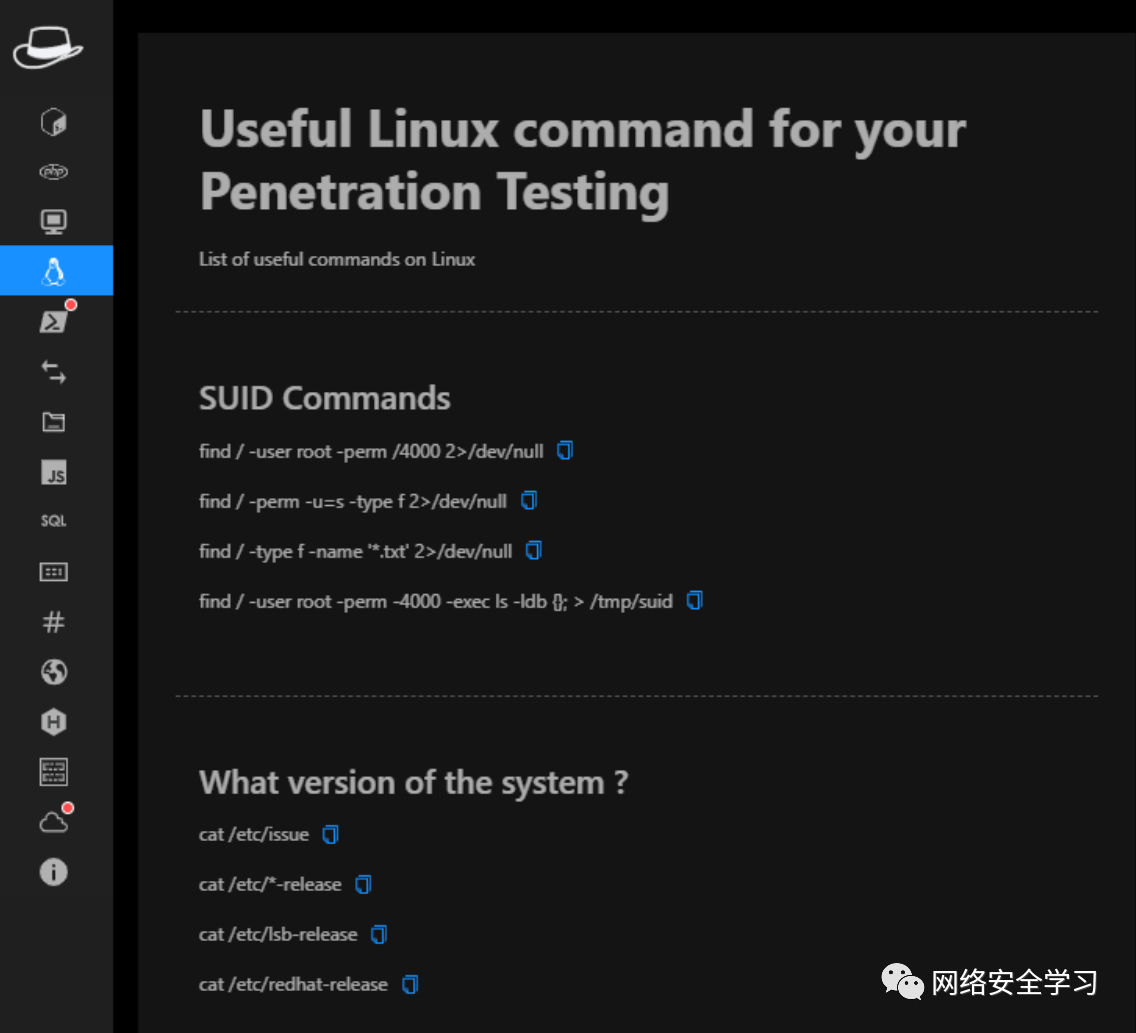 php
JS
SQL
#
H
Useful Linux command for your
Penetration Testing
List of useful commands on Linux
SUID Commands
find / -user root -perm /4000 2>/dev/null
find / -perm -u=s -type f 2>/dev/null
find / -type f -name '*.txt' 2>/dev/null
find / -user root -perm -4000 -exec ls -ldb {}; > /tmp/suid
What version of the system ?
cat /etc/issue
cat /etc/*-release
cat /etc/lsb-release
cat /etc/redhat-release
网络安全学习